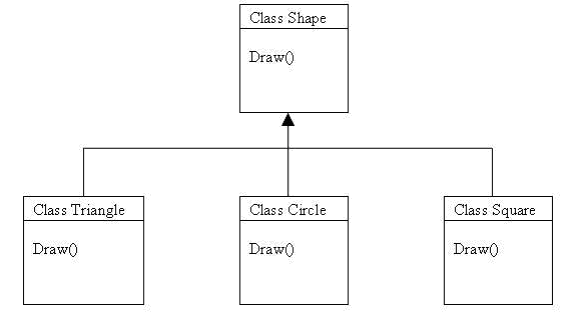 Class Shape
Draw()
Class Triangle
Draw()
Class Circle
Draw()
Class Square
Draw()